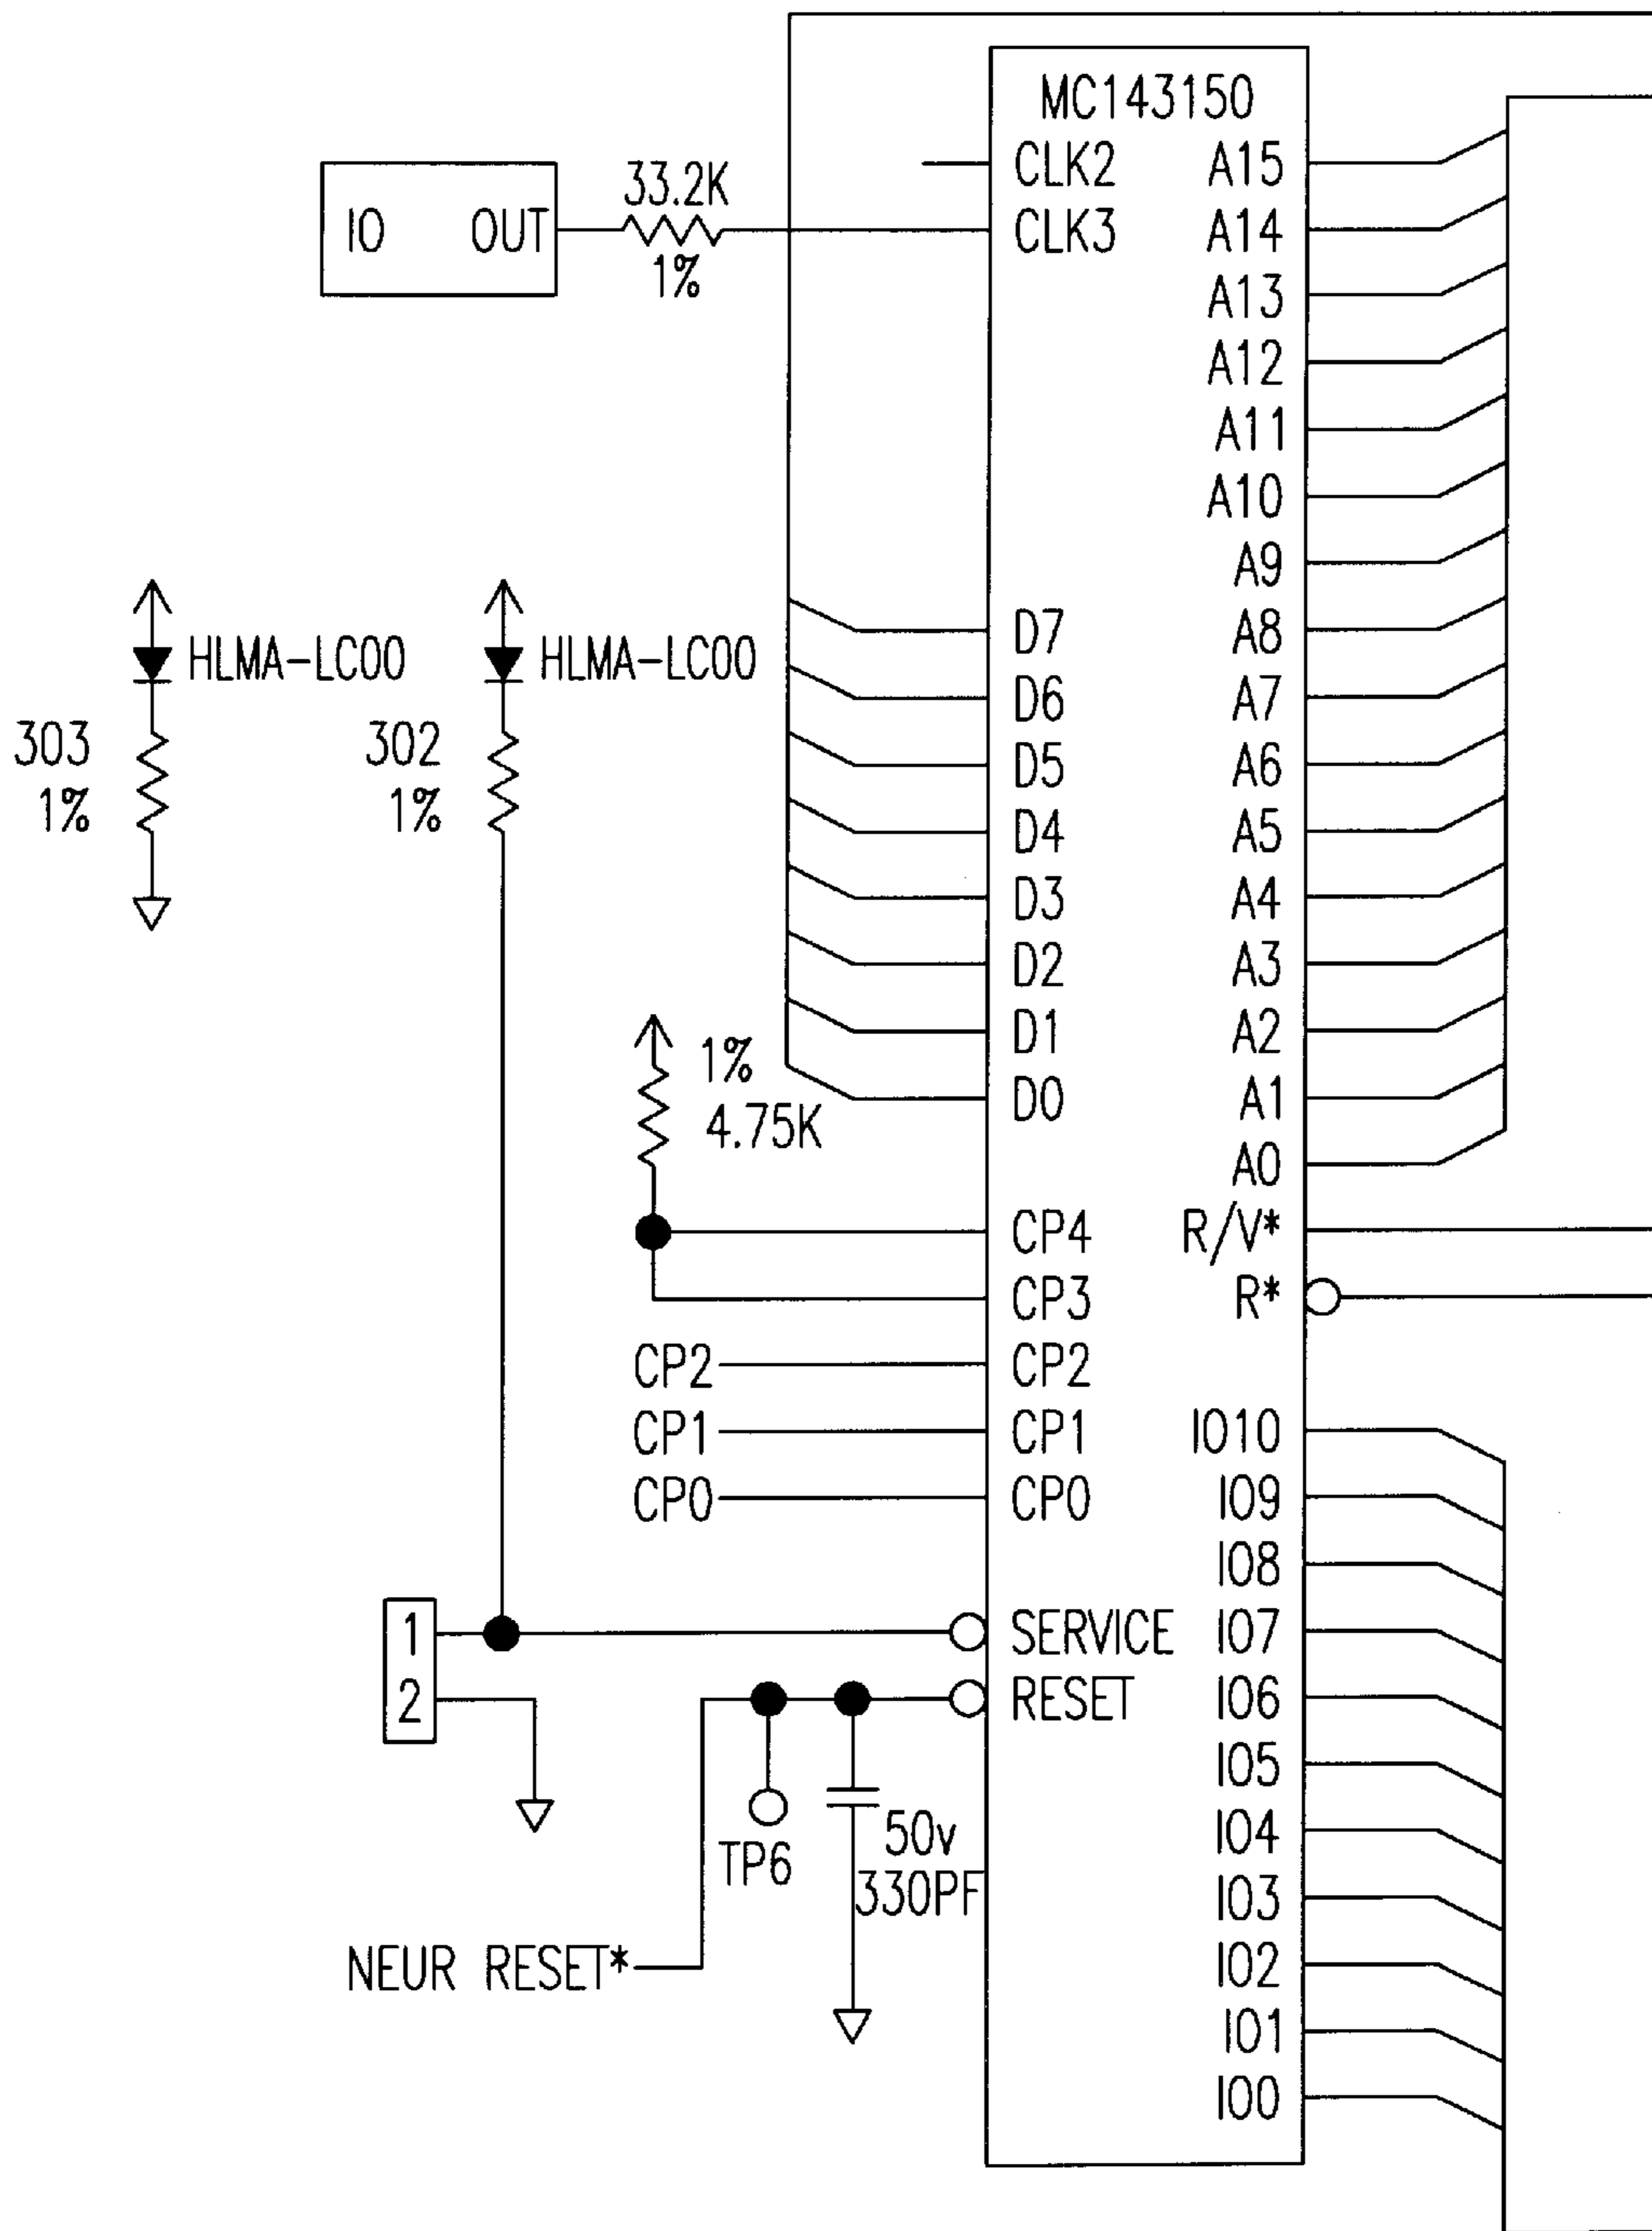 MC143150
CLK2 A15
33.2K
IO OUT
CLK3 A14
1%
A13
A12
A11
A10
A9
HLMA-LC00 HLMA-LC00
D7 A8
D6 A7
303 302
D5 A6
1% 1%
D4 A5
D3 A4
D2 A3
1%
D1 A2
4.75K
D0 A1
A0
CP4 R/V*
CP3 R*
CP2 CP2
CP1 CP1 IO10
CP0 CP0 IO9
IO8
1 SERVICE IO7
2 RESET IO6
IO5
50v
TP6
IO4
330PF IO3
NEUR RESET* IO2
IO1
IO0